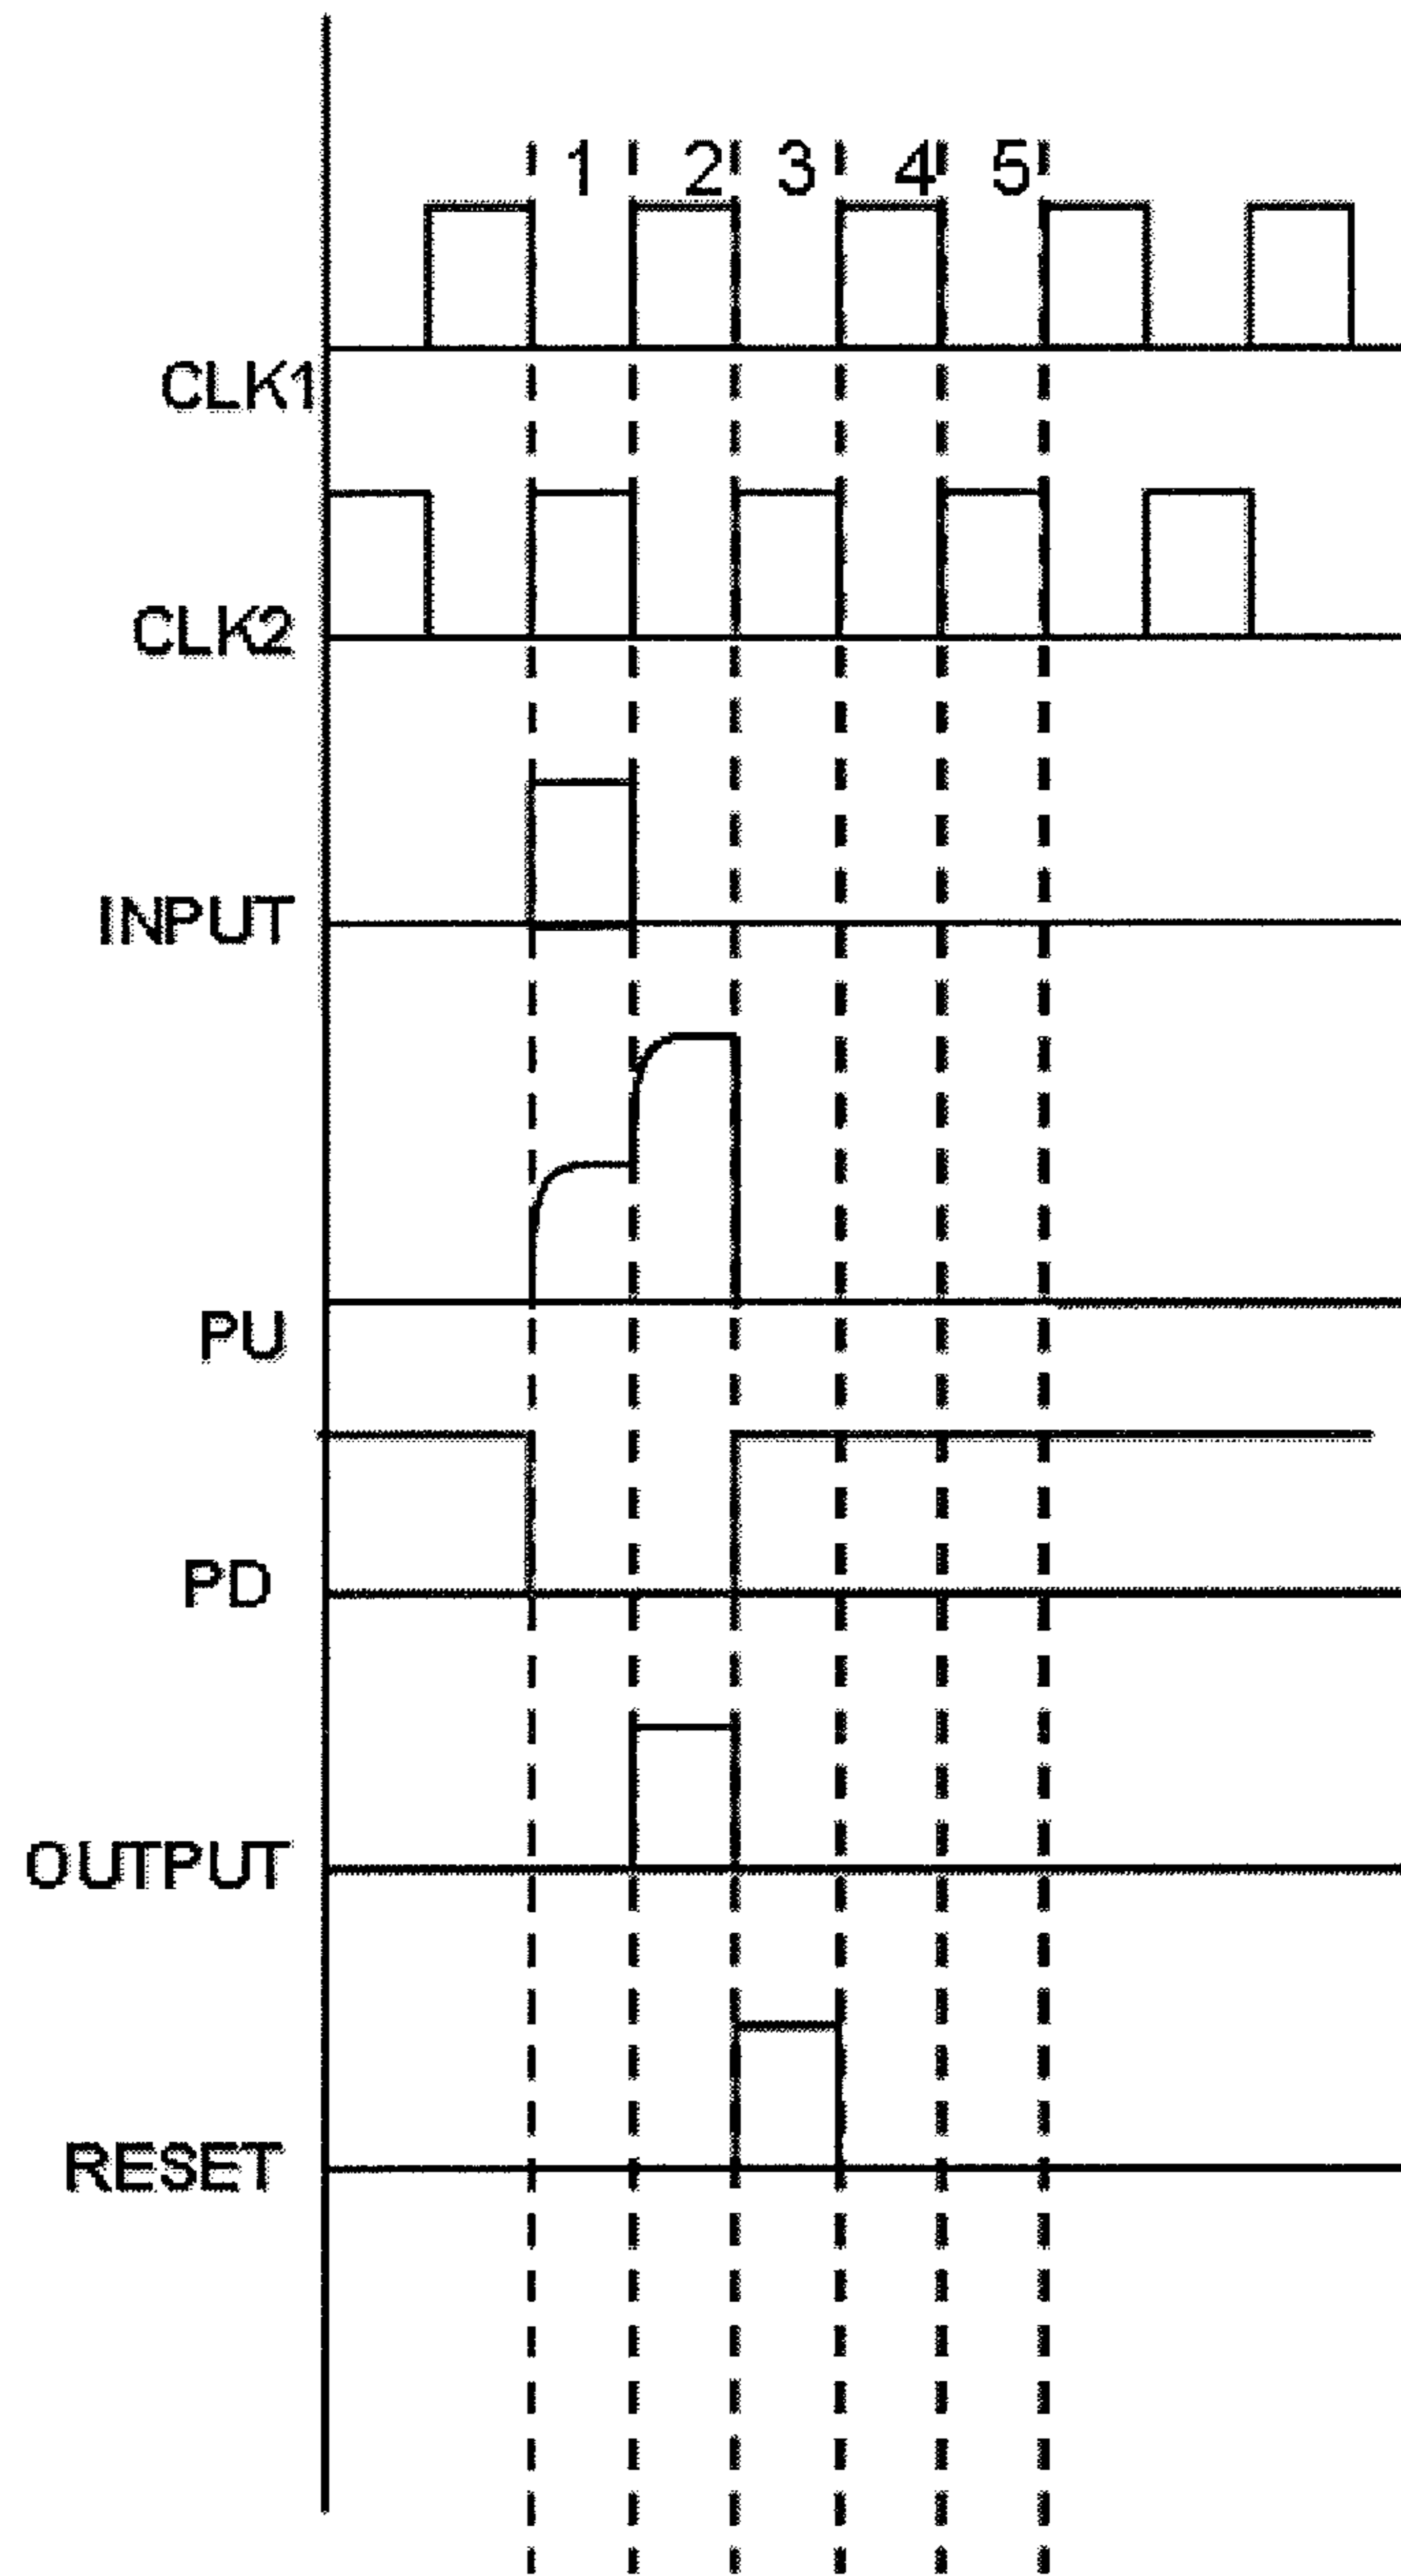 1 2 3 4 5
CLK1
CLK2
INPUT
PU
PD
OUTPUT
RESET